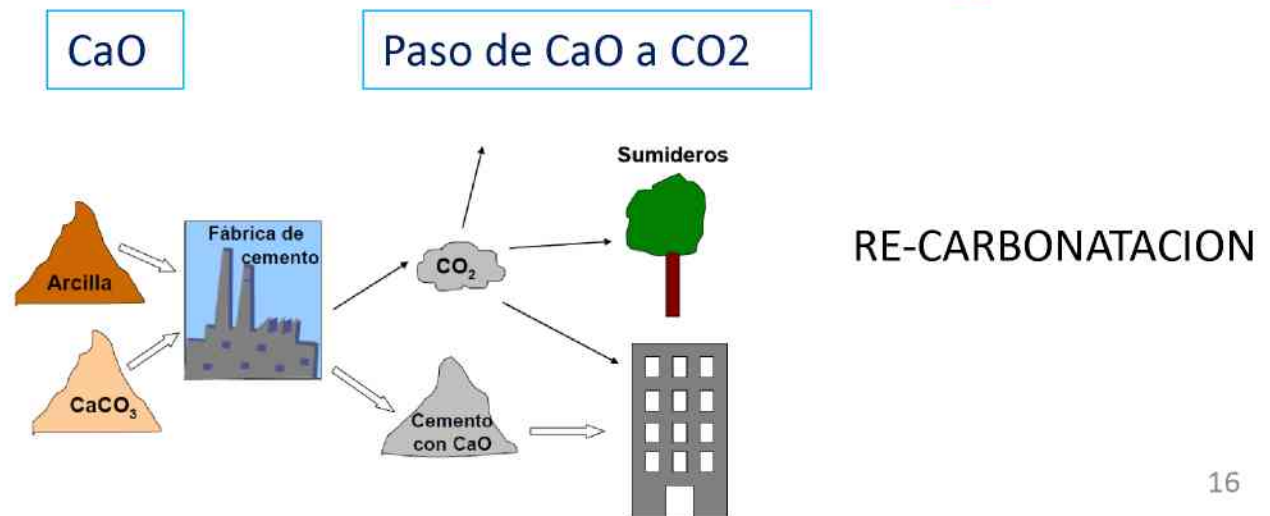 CaO
Paso de CaO a CO2
Sumideros
Fábrica de
cemento
Arcilla
CO₂
RE-CARBONATACION
CaCO₃
Cemento
con CaO
16